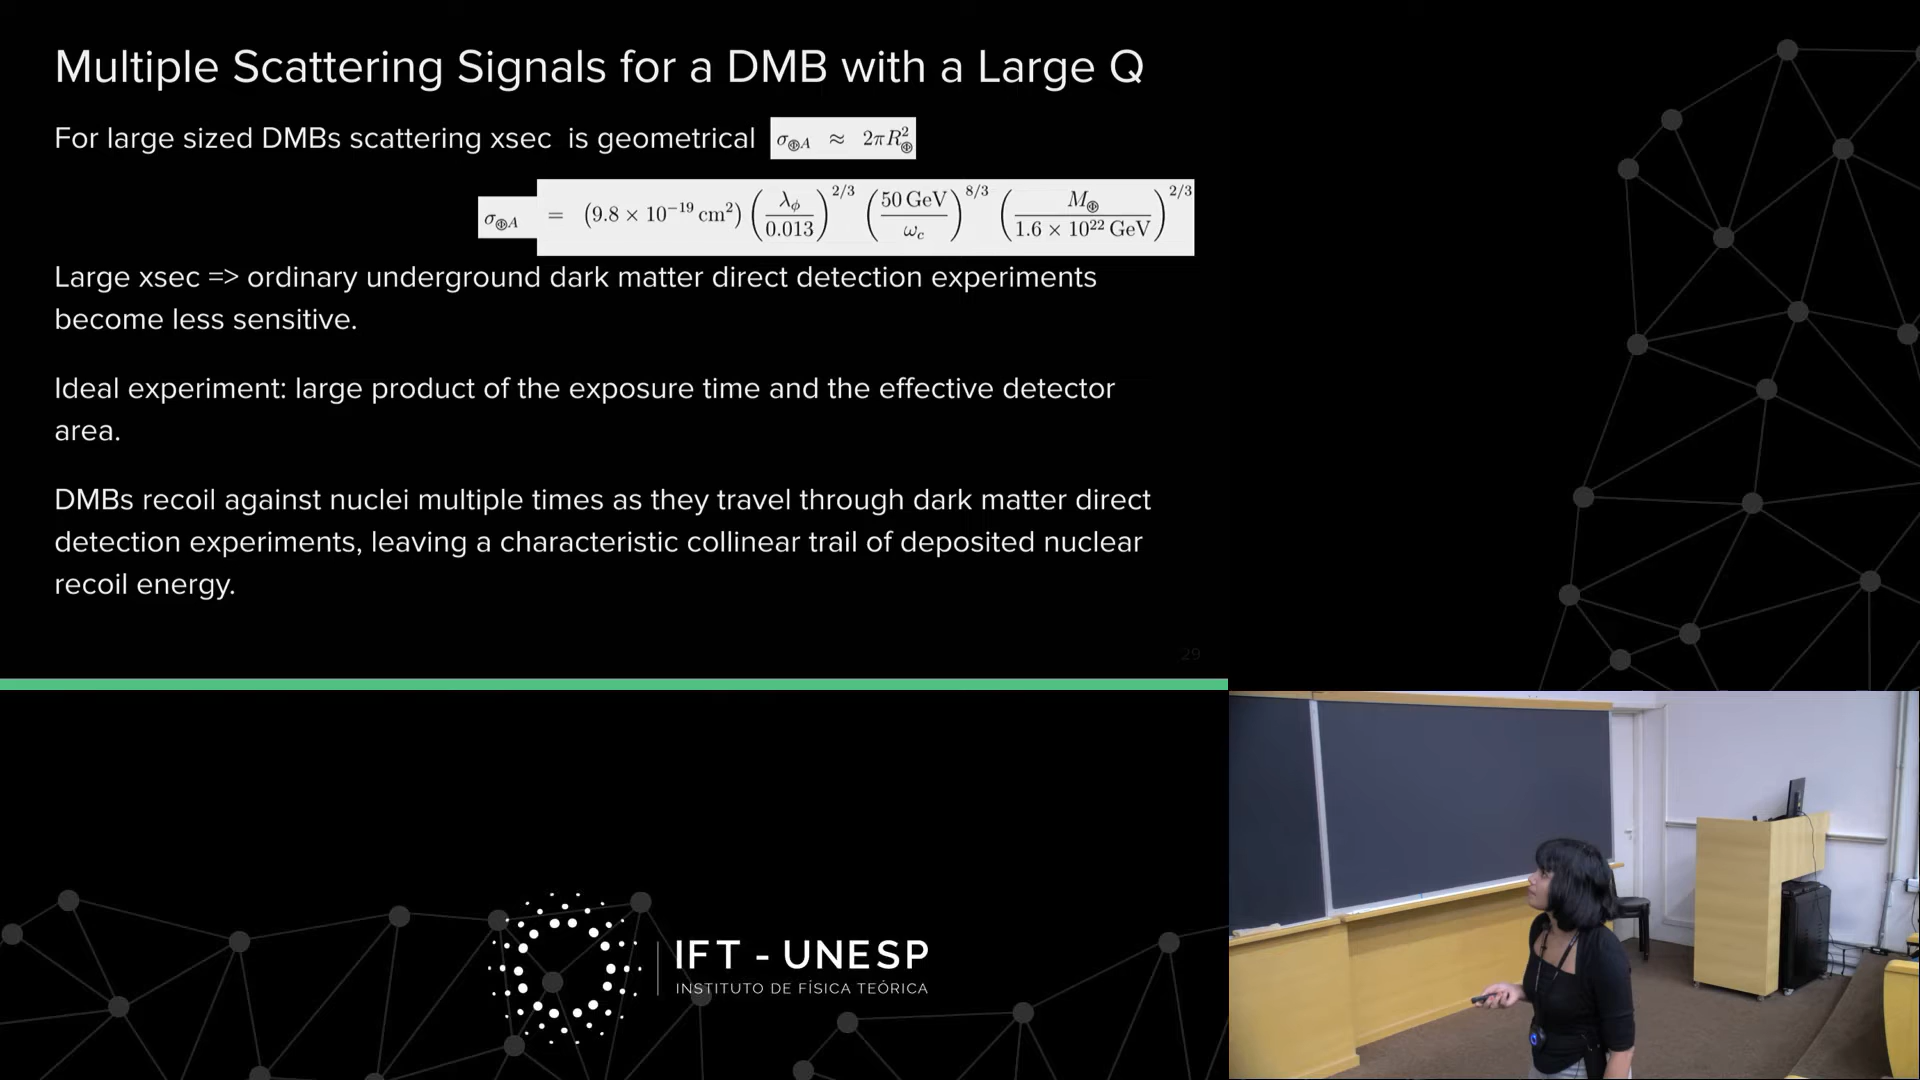 Multiple Scattering Signals for a DMB with a Large Q
For large sized DMBs scattering xsec is geometrical σ⊕A ≈ 2πR²⊕
σ⊕A = (9.8 × 10⁻¹⁹ cm²) (λϕ/0.013)^2/3 (50 GeV/ωc)^8/3 (M⊕/1.6 × 10²² GeV)^2/3
Large xsec => ordinary underground dark matter direct detection experiments
become less sensitive.
Ideal experiment: large product of the exposure time and the effective detector
area.
DMBs recoil against nuclei multiple times as they travel through dark matter direct
detection experiments, leaving a characteristic collinear trail of deposited nuclear
recoil energy.
29
IFT - UNESP
INSTITUTO DE FÍSICA TEÓRICA